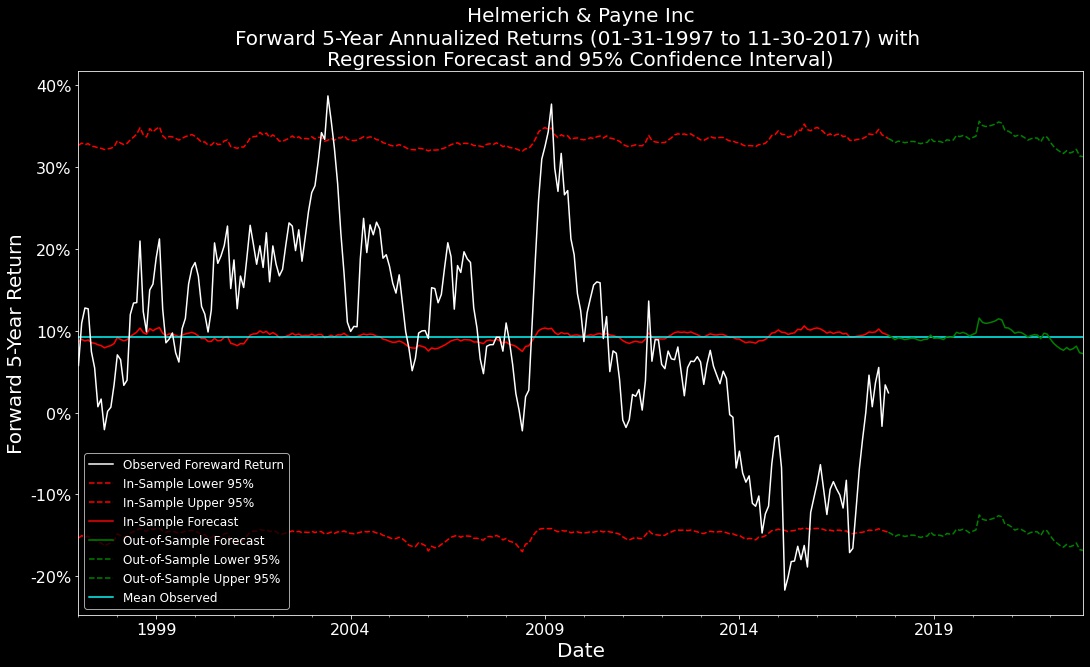 Helmerich & Payne Inc
Forward 5-Year Annualized Returns (01-31-1997 to 11-30-2017) with
Regression Forecast and 95% Confidence Interval)
Forward 5-Year Return
40%
30%
20%
10%
0%
-10%
-20%
Observed Foreward Return
In-Sample Lower 95%
In-Sample Upper 95%
In-Sample Forecast
Out-of-Sample Forecast
Out-of-Sample Lower 95%
Out-of-Sample Upper 95%
Mean Observed
1999 2004 2009 2014 2019
Date